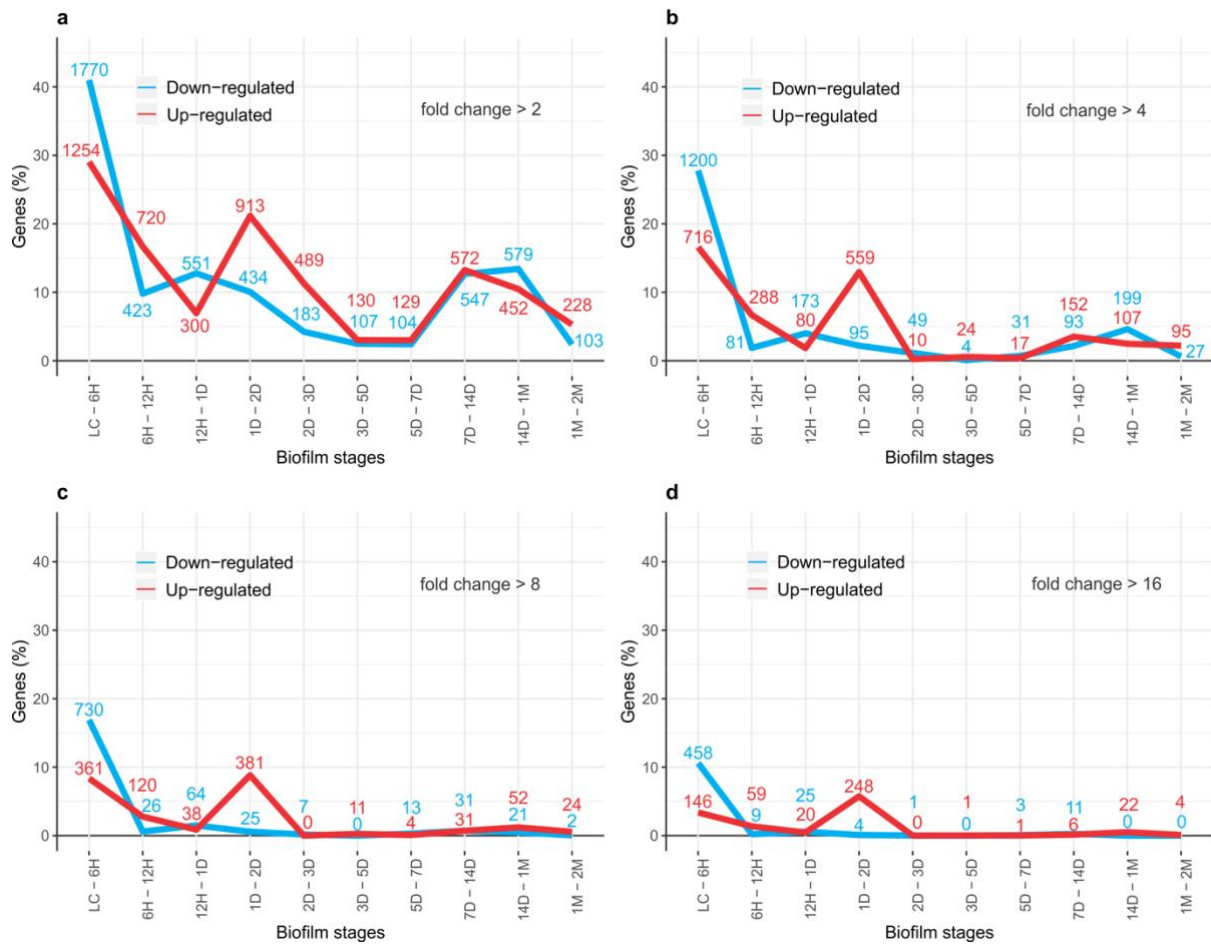 a
Genes (%)
40
30
20
10
0
Down−regulated
Up−regulated
fold change > 2
1770
1254
720
423
551
300
913
434
489
183
130
107
129
104
572
547
579
452
228
103
LC − 6H
6H − 12H
12H − 1D
1D − 2D
2D − 3D
3D − 5D
5D − 7D
7D − 14D
14D − 1M
1M − 2M
Biofilm stages
b
Genes (%)
40
30
20
10
0
Down−regulated
Up−regulated
fold change > 4
1200
716
288
81
173
80
559
95
49
10
24
4
31
17
152
93
199
107
95
27
LC − 6H
6H − 12H
12H − 1D
1D − 2D
2D − 3D
3D − 5D
5D − 7D
7D − 14D
14D − 1M
1M − 2M
Biofilm stages
c
Genes (%)
40
30
20
10
0
Down−regulated
Up−regulated
fold change > 8
730
361
120
26
64
38
381
25
7
0
11
0
13
4
31
31
52
21
24
2
LC − 6H
6H − 12H
12H − 1D
1D − 2D
2D − 3D
3D − 5D
5D − 7D
7D − 14D
14D − 1M
1M − 2M
Biofilm stages
d
Genes (%)
40
30
20
10
0
Down−regulated
Up−regulated
fold change > 16
458
146
59
9
25
20
248
4
1
0
1
0
3
1
11
6
22
0
4
0
LC − 6H
6H − 12H
12H − 1D
1D − 2D
2D − 3D
3D − 5D
5D − 7D
7D − 14D
14D − 1M
1M − 2M
Biofilm stages